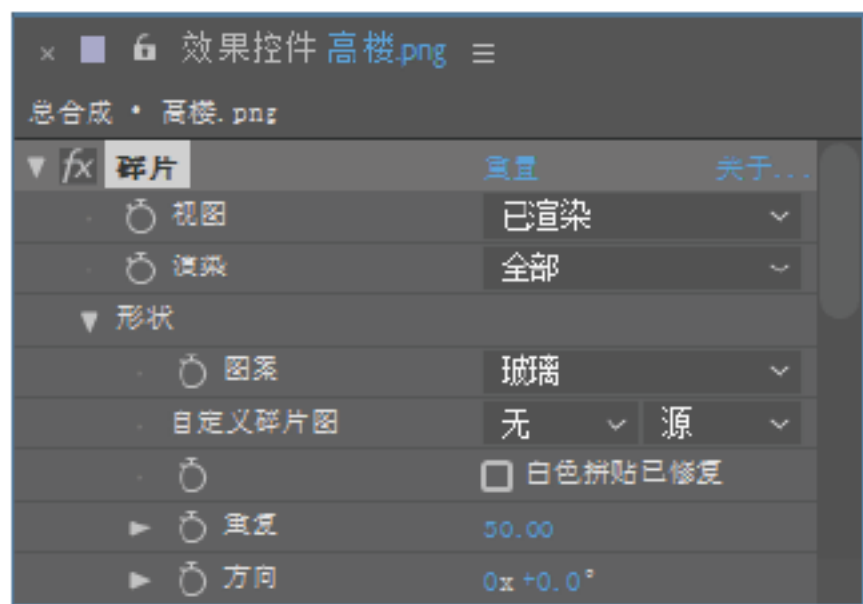 × 效果控件 高楼.png ≡
总合成 • 高楼.png
fx 碎片 重置 关于...
视图 已渲染
渲染 全部
形状
图案 玻璃
自定义碎片图 无 源
白色拼贴已修复
重复 50.00
方向 0x+0.0°